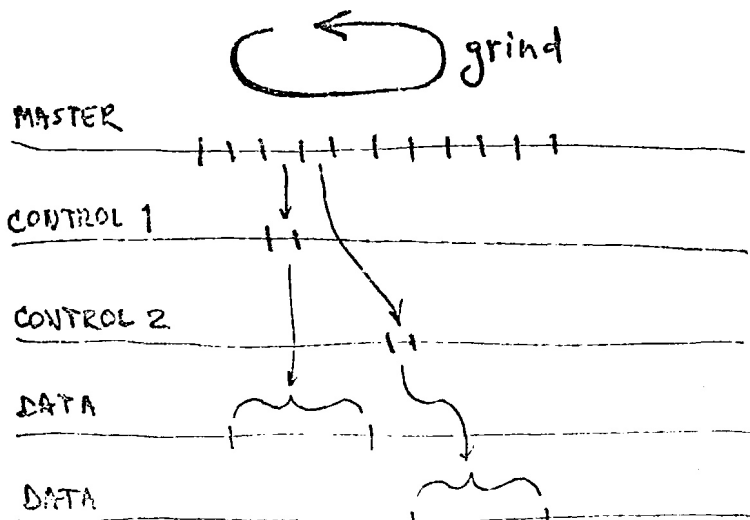 grind
MASTER
CONTROL 1
CONTROL 2
DATA
DATA